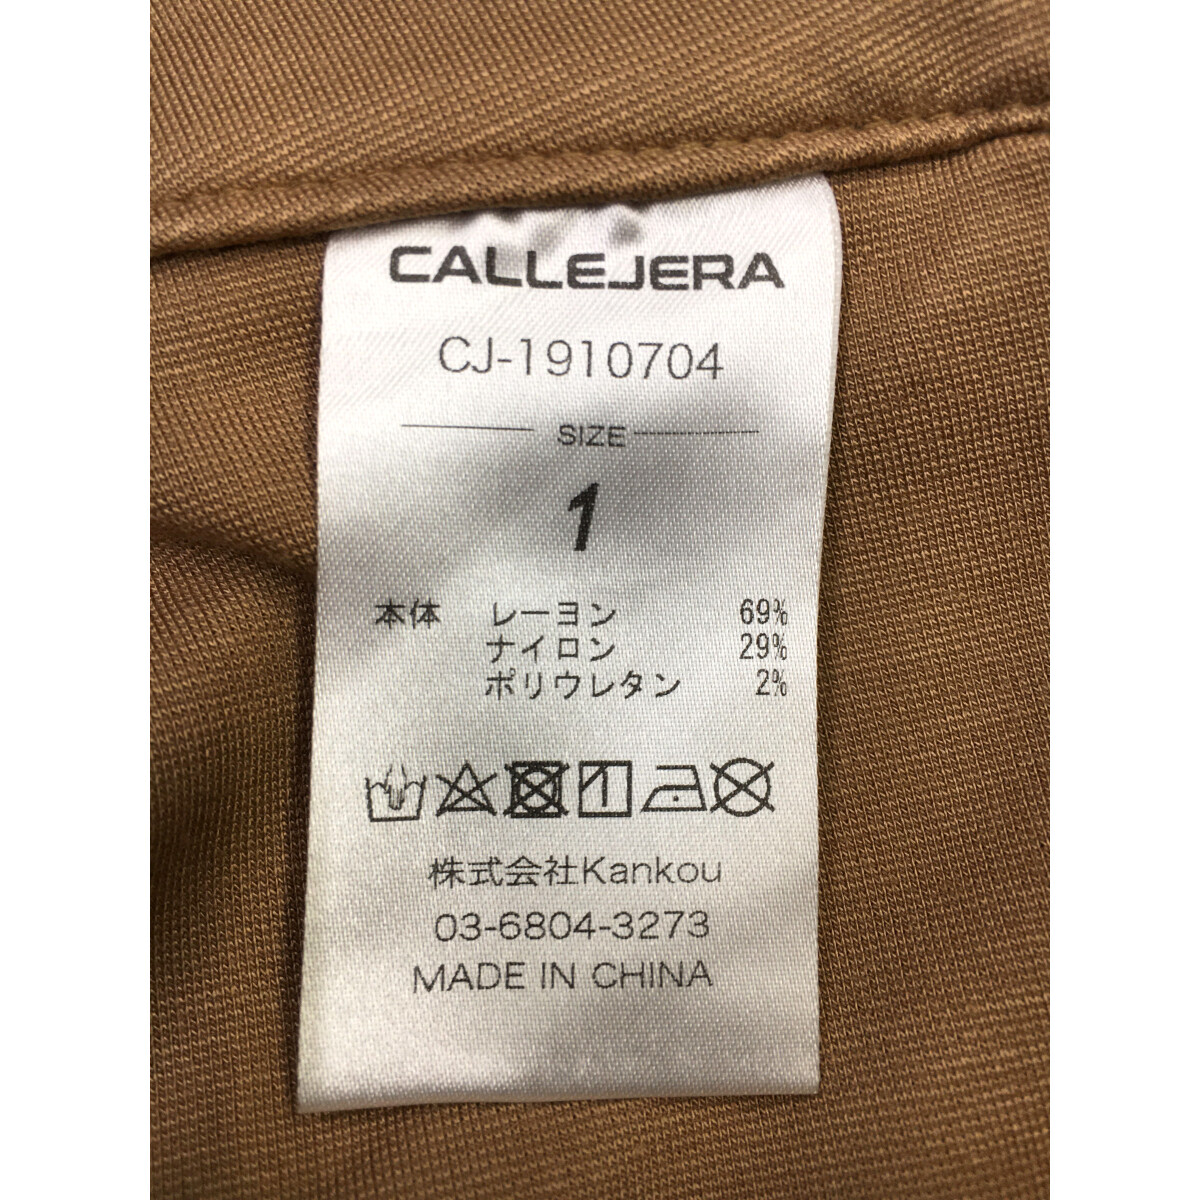 CALLEJERA
CJ-1910704
SIZE
1
本体 レーヨン 69%
ナイロン 29%
ポリウレタン 2%
株式会社Kankou
03-6804-3273
MADE IN CHINA